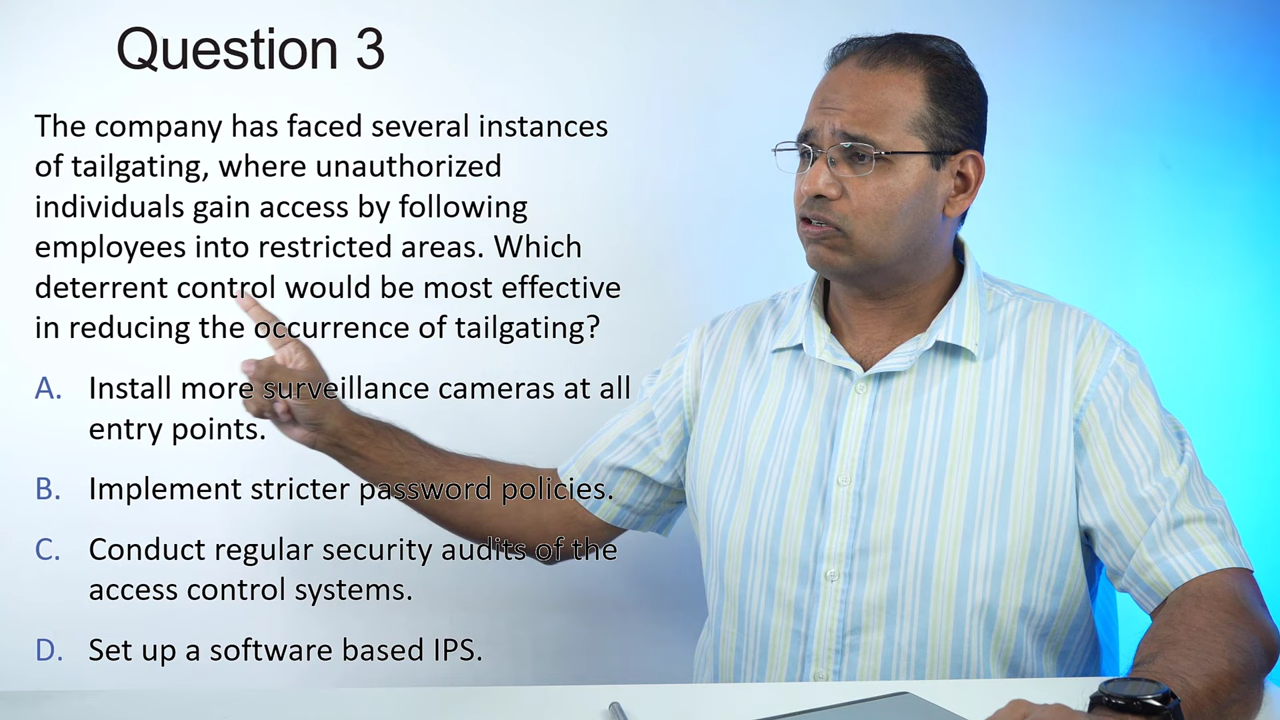 Question 3
The company has faced several instances
of tailgating, where unauthorized
individuals gain access by following
employees into restricted areas. Which
deterrent control would be most effective
in reducing the occurrence of tailgating?
A. Install more surveillance cameras at all
entry points.
B. Implement stricter password policies.
C. Conduct regular security audits of the
access control systems.
D. Set up a software based IPS.